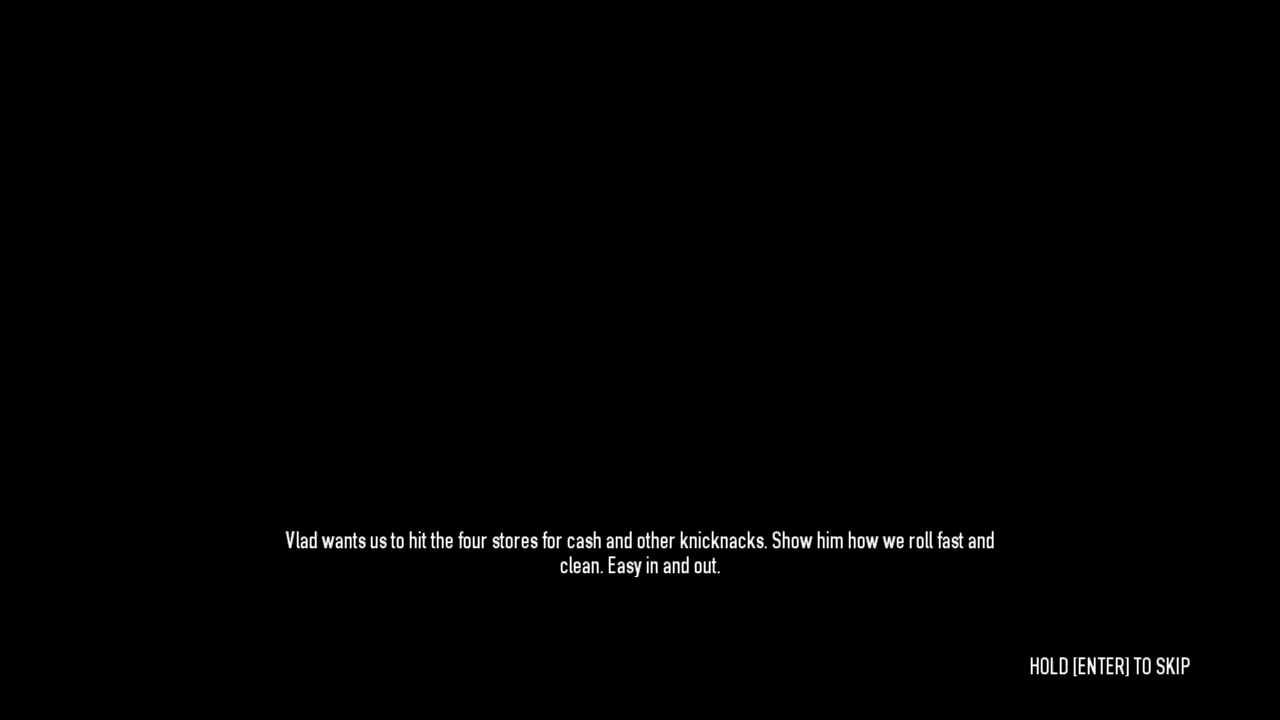 Vlad wants us to hit the four stores for cash and other knicknacks. Show him how we roll fast and
clean. Easy in and out.
HOLD [ENTER] TO SKIP